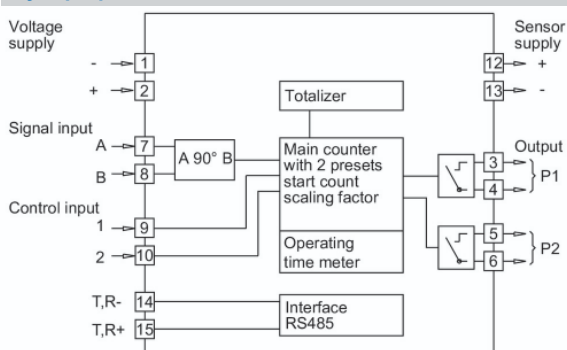 Voltage
supply
- 1
+ 2
Signal input
A 7
B 8
A 90° B
Control input
1 9
2 10
T,R- 14
T,R+ 15
Totalizer
Main counter
with 2 presets
start count
scaling factor
Operating
time meter
Interface
RS485
Sensor
supply
12 +
13 -
Output
3
4
P1
5
6
P2